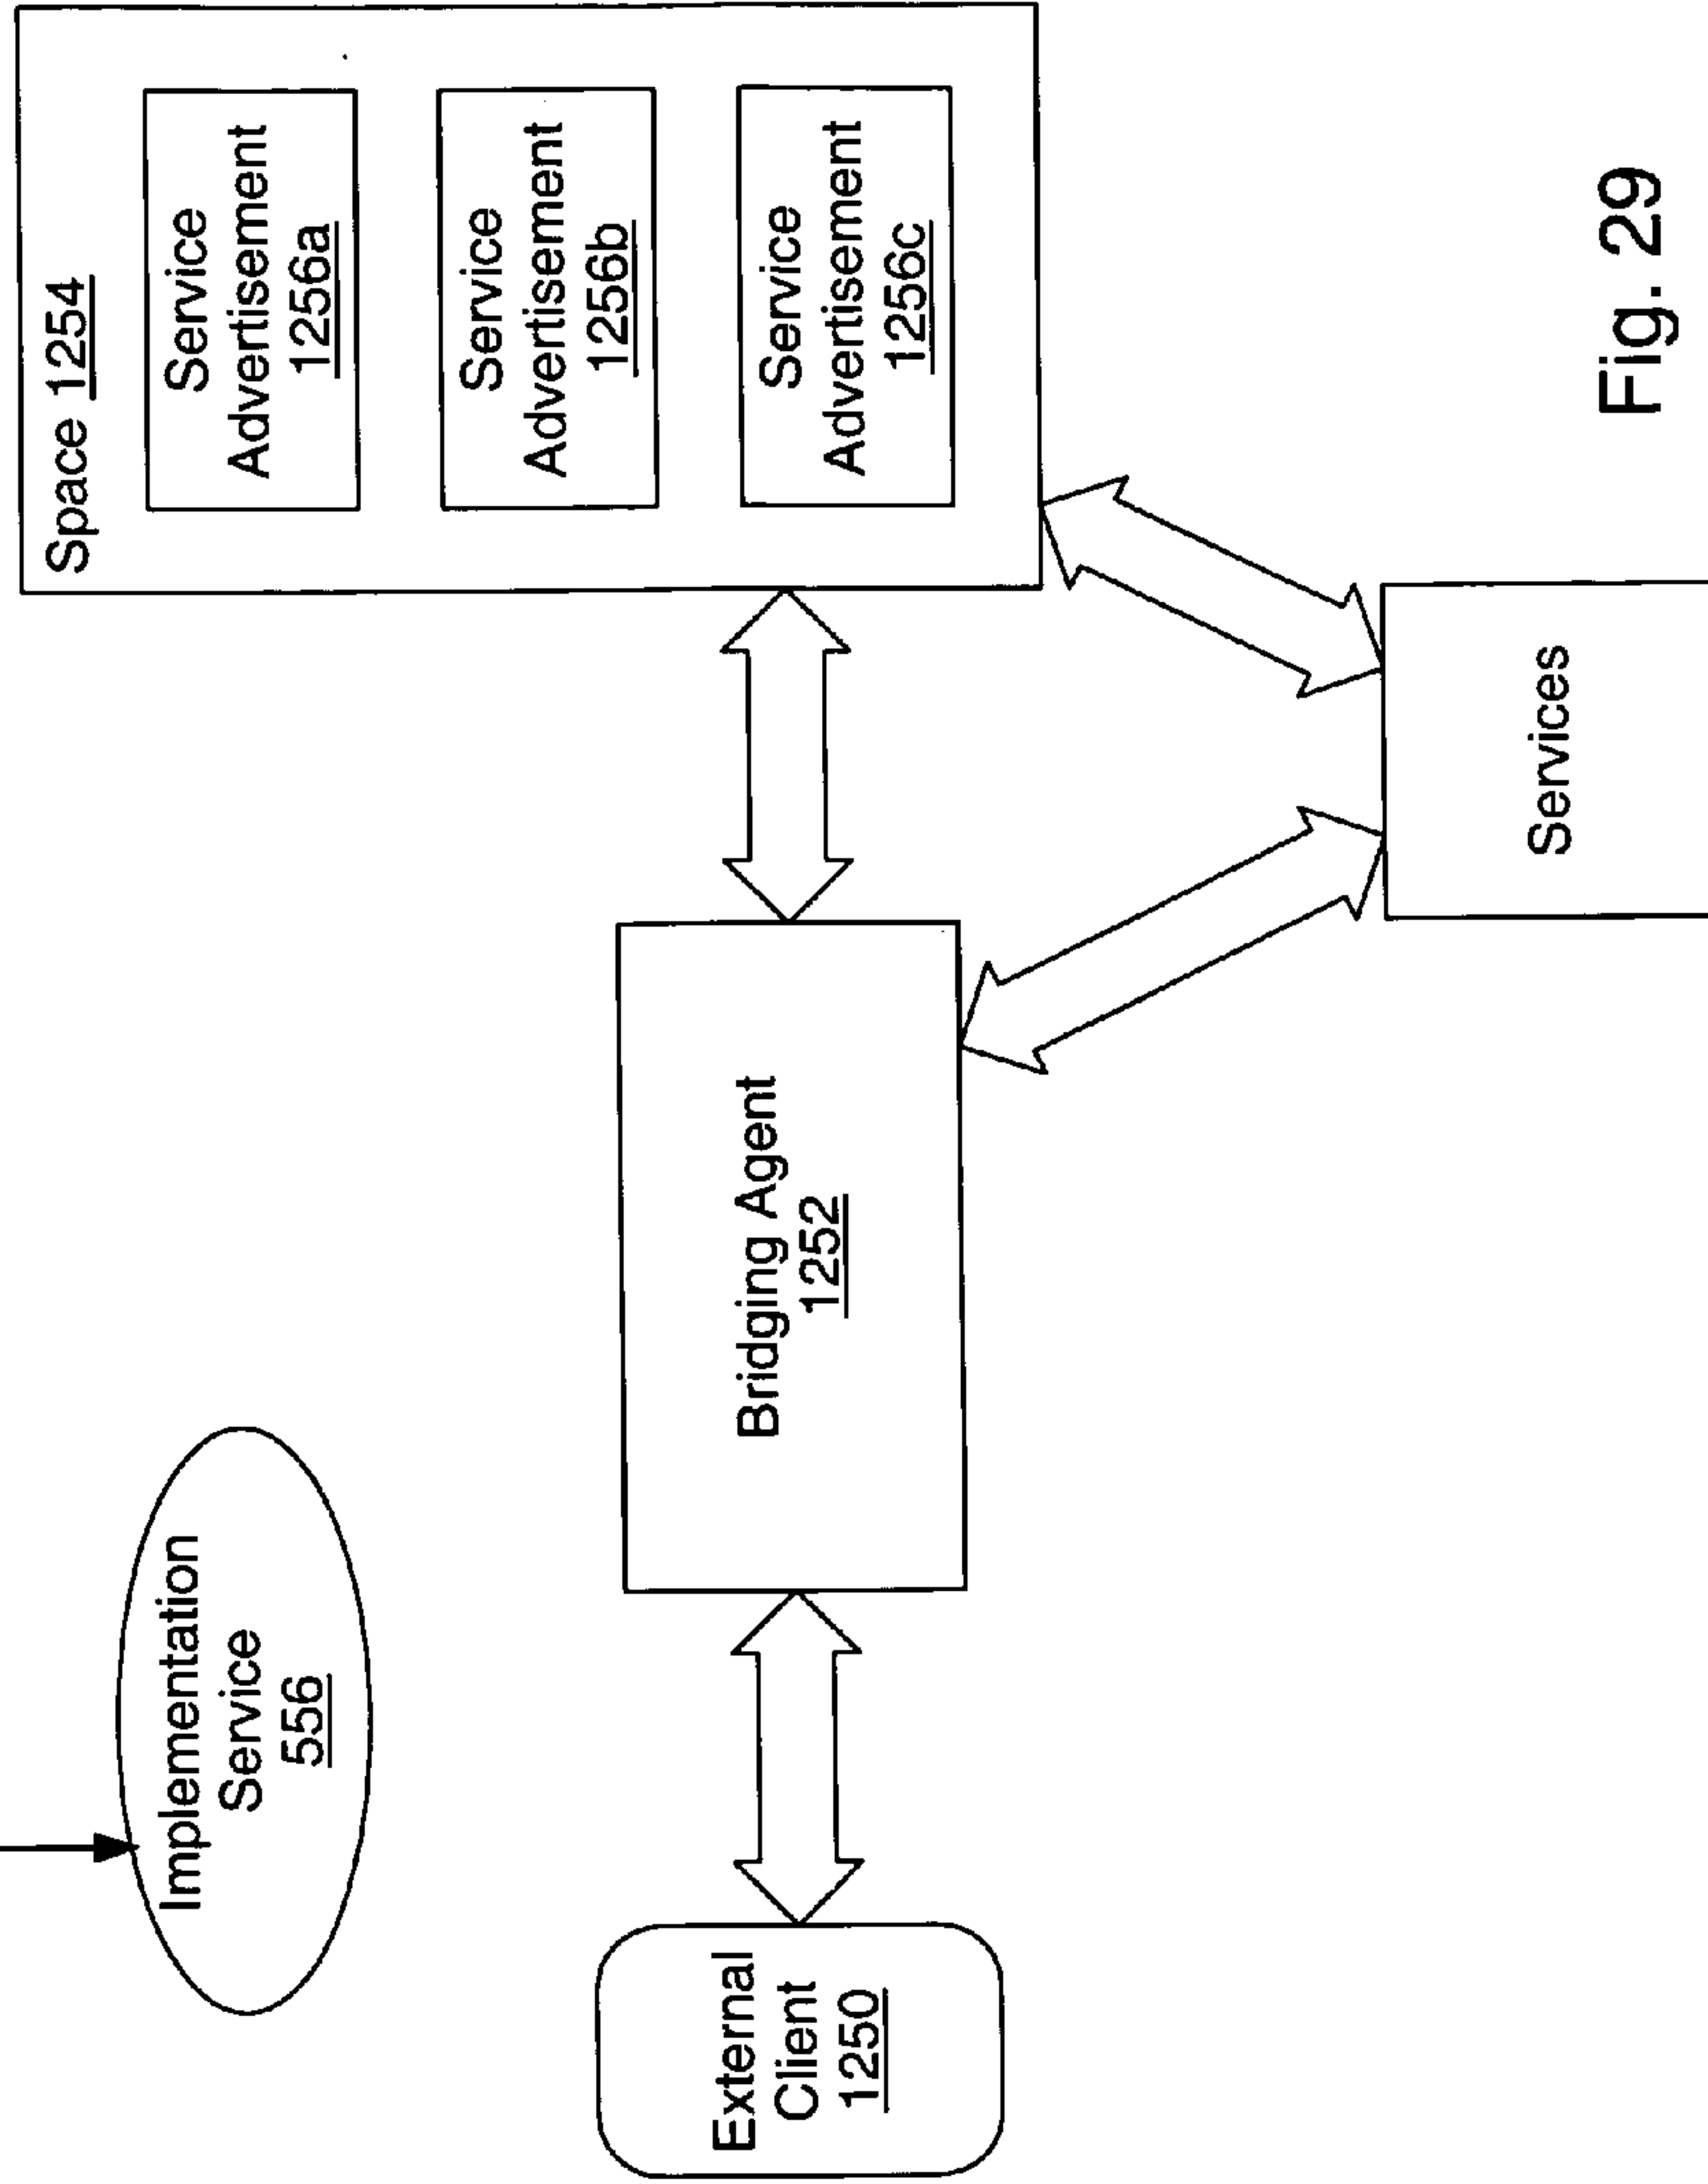 Implementation
Service
556
External
Client
1250
Bridging Agent
1252
Space 1254
Service
Advertisement
1256a
Service
Advertisement
1256b
Service
Advertisement
1256c
Services
Fig. 29